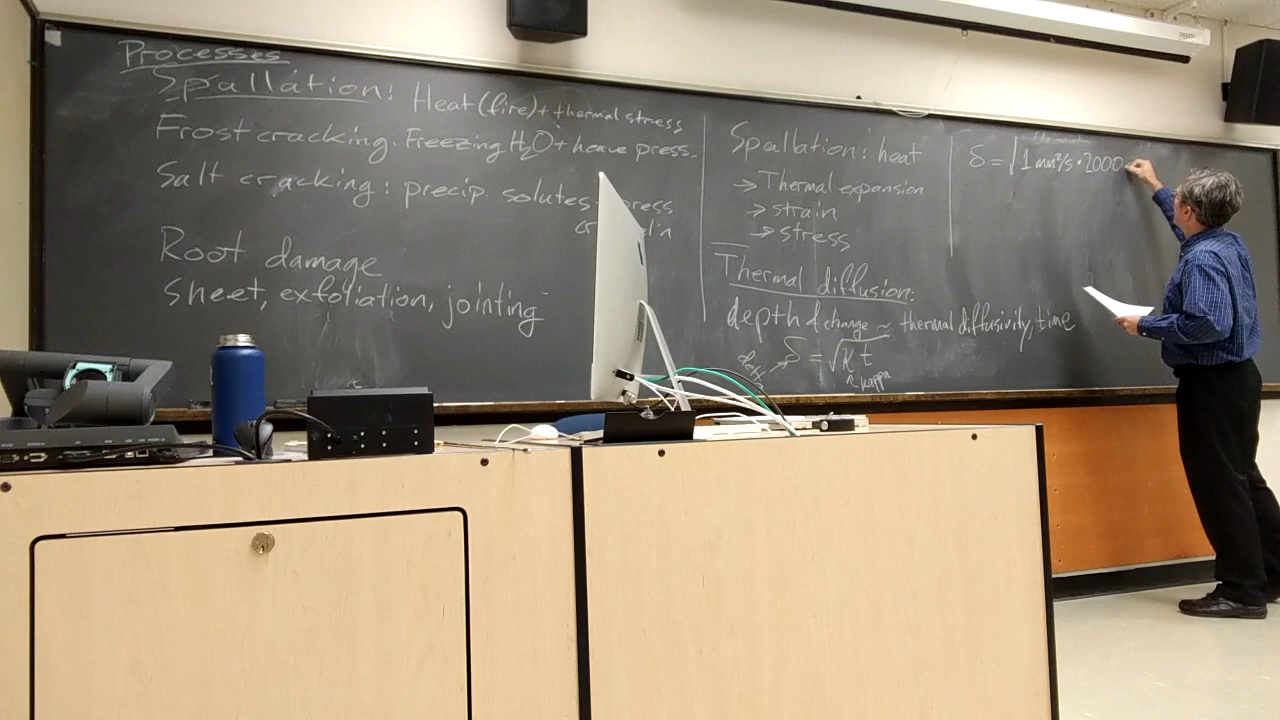 Processes
Spallation: Heat (fire) + thermal stress
Frost cracking. Freezing H₂O + heave press.
Salt cracking: precip. solutes press
Root damage
Sheet, exfoliation, jointing
Spallation: heat
→ Thermal expansion
→ strain
→ stress
Thermal diffusion:
depth of change ~ thermal diffusivity, time
δ = √κ t
kappa
δ = √1 mm²/s · 2000